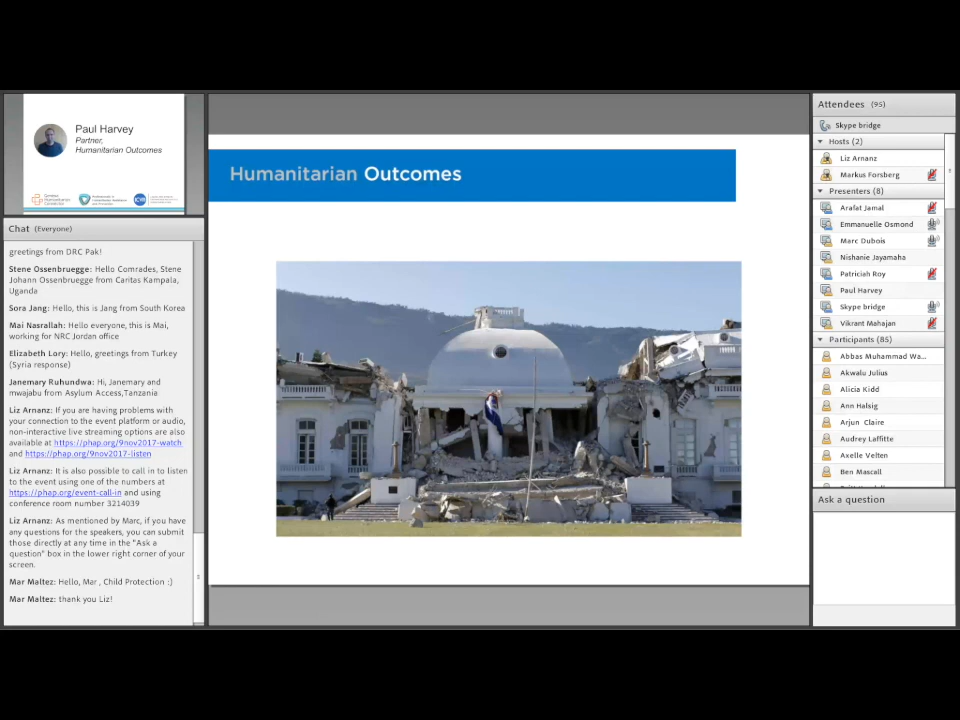 Paul Harvey
Partner,
Humanitarian Outcomes
Chat (Everyone)
greetings from DRC Pak!
Stene Ossenbruegge: Hello Comrades, Stene
Johann Ossenbruegge from Caritas Kampala,
Uganda
Sora Jang: Hello, this is Jang from South Korea
Mai Nasrallah: Hello everyone, this is Mai,
working for NRC Jordan office
Elizabeth Lory: Hello, greetings from Turkey
(Syria response)
Janemary Ruhundwa: Hi, Janemary and
mwajabu from Asylum Access,Tanzania
Liz Arnanz: If you are having problems with
your connection to the event platform or audio,
non-interactive live streaming options are also
available at https://phap.org/9nov2017-watch
and https://phap.org/9nov2017-listen
Liz Arnanz: It is also possible to call in to listen
to the event using one of the numbers at
https://phap.org/event-call-in and using
conference room number 3214039
Liz Arnanz: As mentioned by Marc, if you have
any questions for the speakers, you can submit
those directly at any time in the "Ask a
question" box in the lower right corner of your
screen.
Mar Maltez: Hello, Mar , Child Protection :)
Mar Maltez: thank you Liz!
Humanitarian Outcomes
Attendees (95)
Skype bridge
Hosts (2)
Liz Arnanz
Markus Forsberg
Presenters (8)
Arafat Jamal
Emmanuelle Osmond
Marc Dubois
Nishanie Jayamaha
Patriciah Roy
Paul Harvey
Skype bridge
Vikrant Mahajan
Participants (85)
Abbas Muhammad Wa...
Akwalu Julius
Alicia Kidd
Ann Halsig
Arjun Claire
Audrey Laffitte
Axelle Velten
Ben Mascall
Ask a question